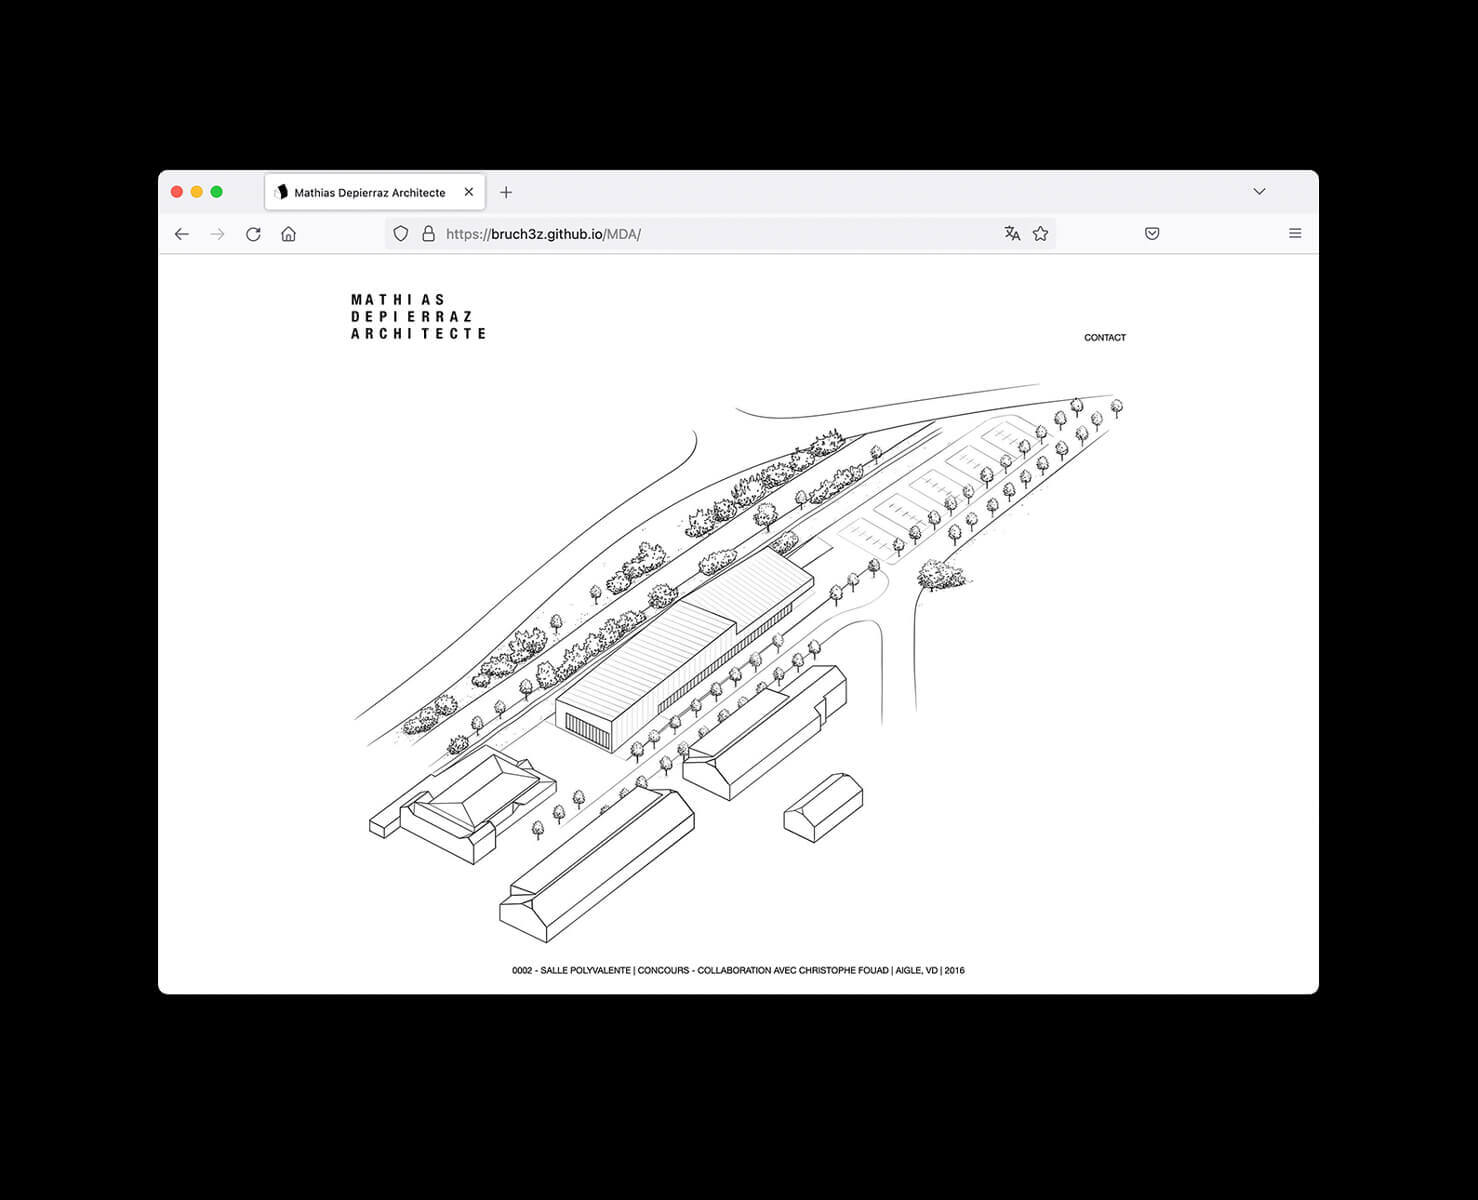 Mathias Depierraz Architecte
https://bruch3z.github.io/MDA/
MATHIAS
DEPIERRAZ
ARCHITECTE
CONTACT
0002 - SALLE POLYVALENTE | CONCOURS - COLLABORATION AVEC CHRISTOPHE FOUAD | AIGLE, VD | 2016